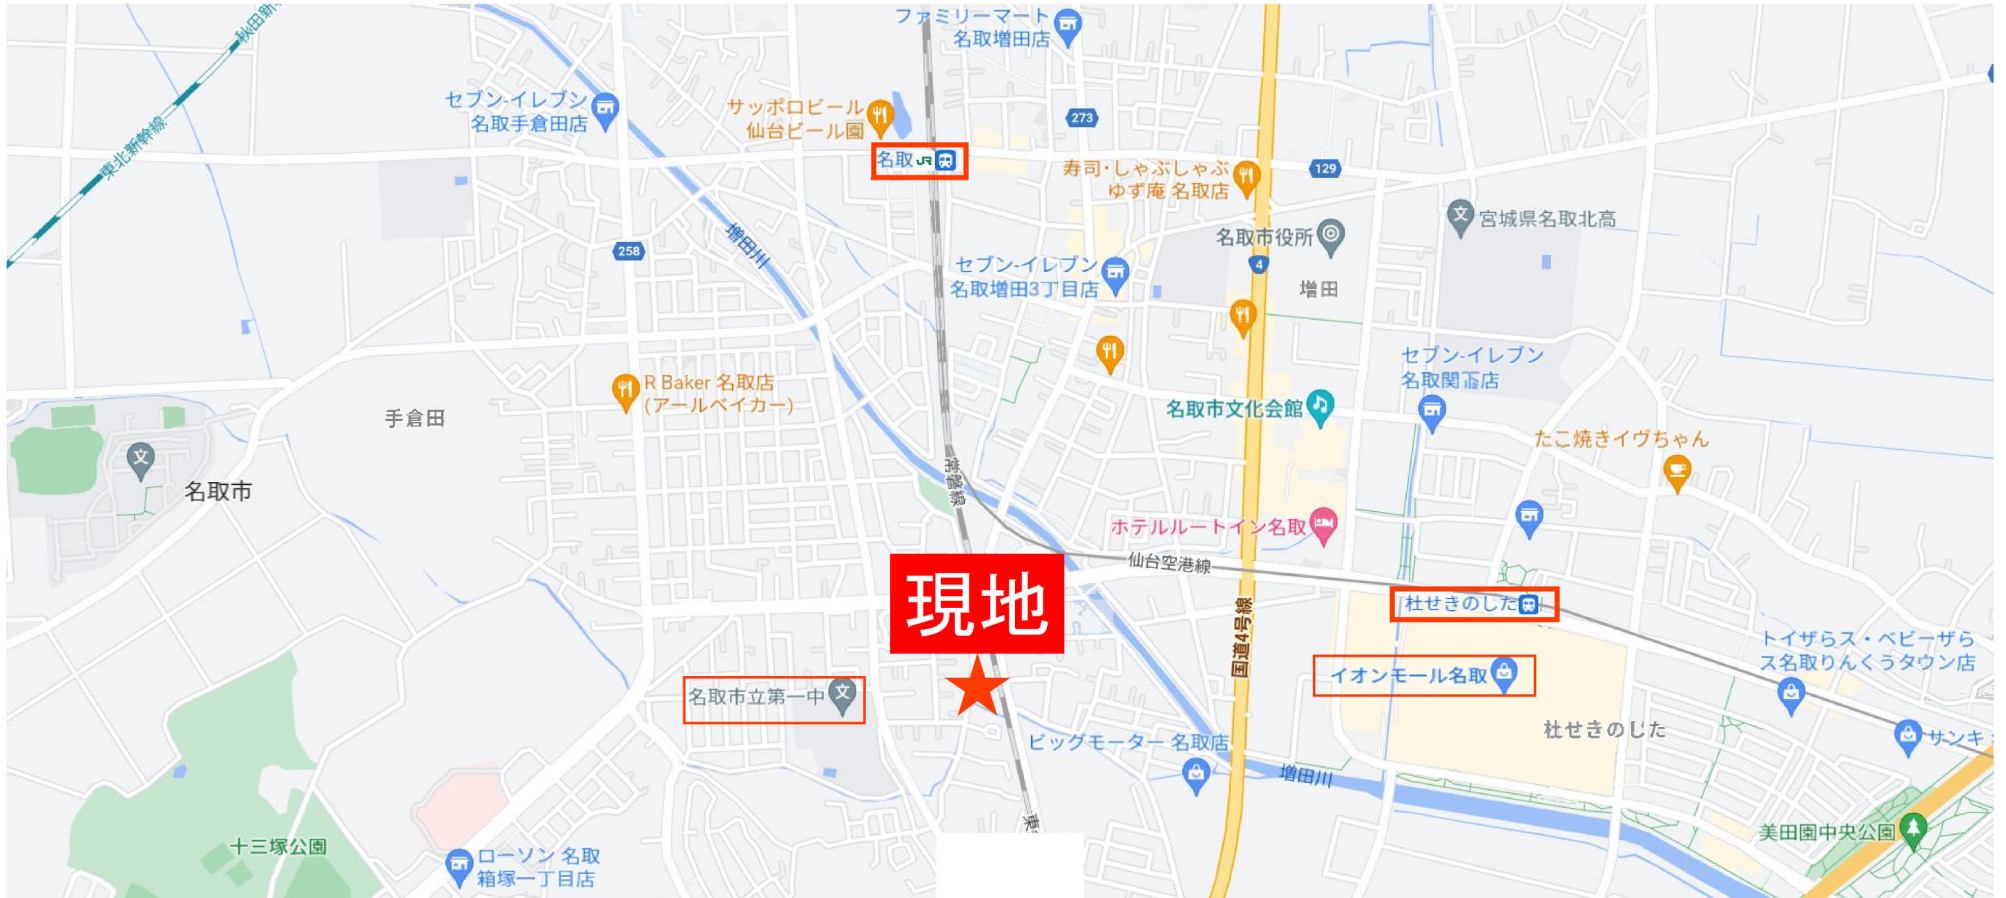 秋田新
ファミリーマート
名取増田店
東北新幹線
セブン-イレブン
名取手倉田店
サッポロビール
仙台ビール園
273
名取 JR
寿司・しゃぶしゃぶ
ゆず庵 名取店
129
宮城県名取北高
名取市役所
258
増田川
セブン-イレブン
名取増田3丁目店
4
増田
セブン-イレブン
名取関下店
R Baker 名取店
(アールベイカー)
手倉田
名取市文化会館
たこ焼きイヴちゃん
名取市
常磐線
ホテルルートイン名取
仙台空港線
現地
杜せきのした
国道4号線
トイザらス・ベビーザら
ス名取りんくうタウン店
イオンモール名取
名取市立第一中
杜せきのした
ビッグモーター 名取店
サンキ
増田川
東
美田園中央公園
十三塚公園
ローソン 名取
箱塚一丁目店